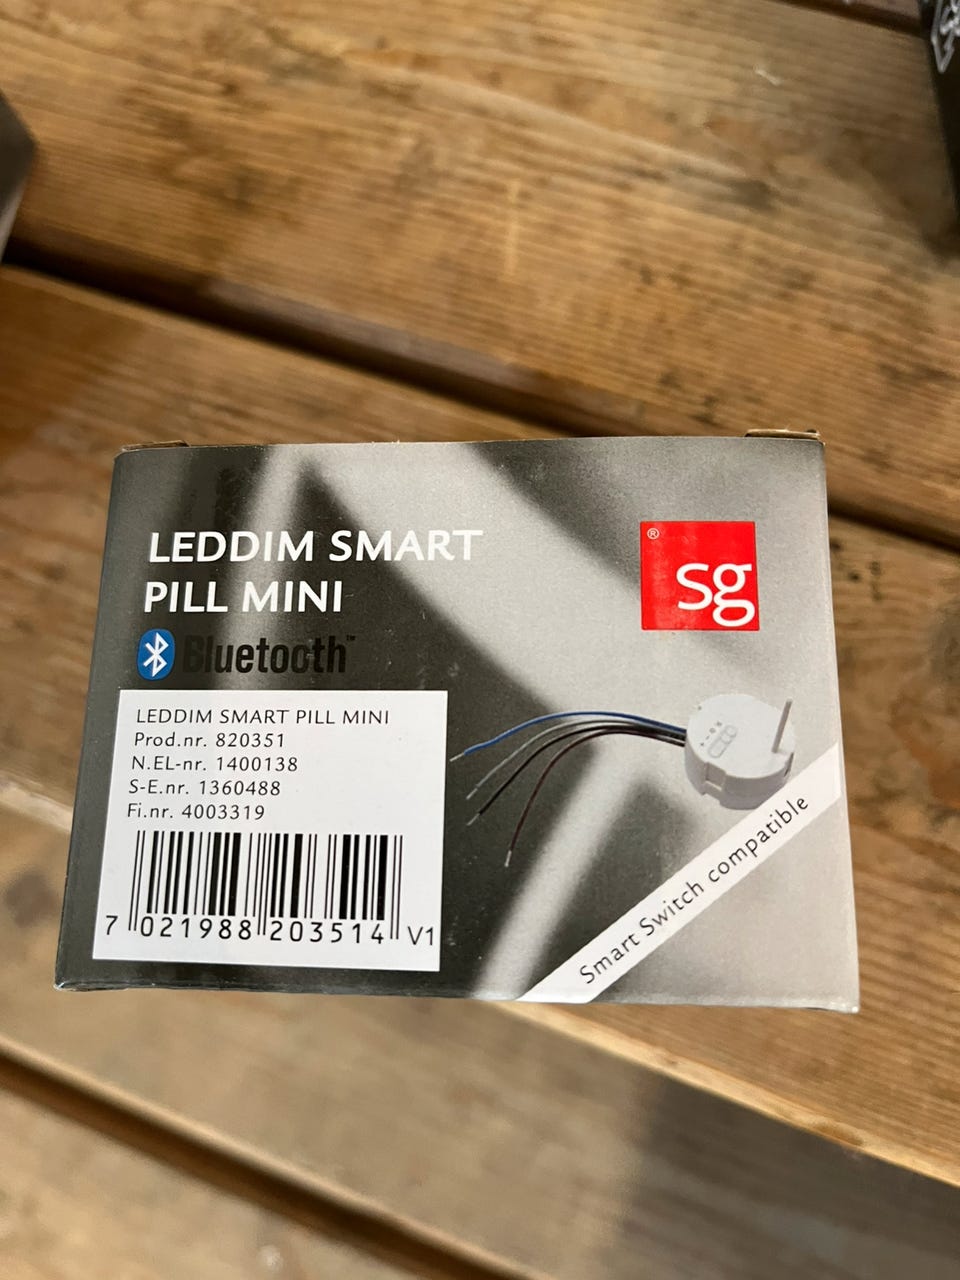 LEDDIM SMART
PILL MINI
Bluetooth™
® sg
LEDDIM SMART PILL MINI
Prod.nr. 820351
N.EL-nr. 1400138
S-E.nr. 1360488
Fi.nr. 4003319
7 021988 203514 V1
Smart Switch compatible